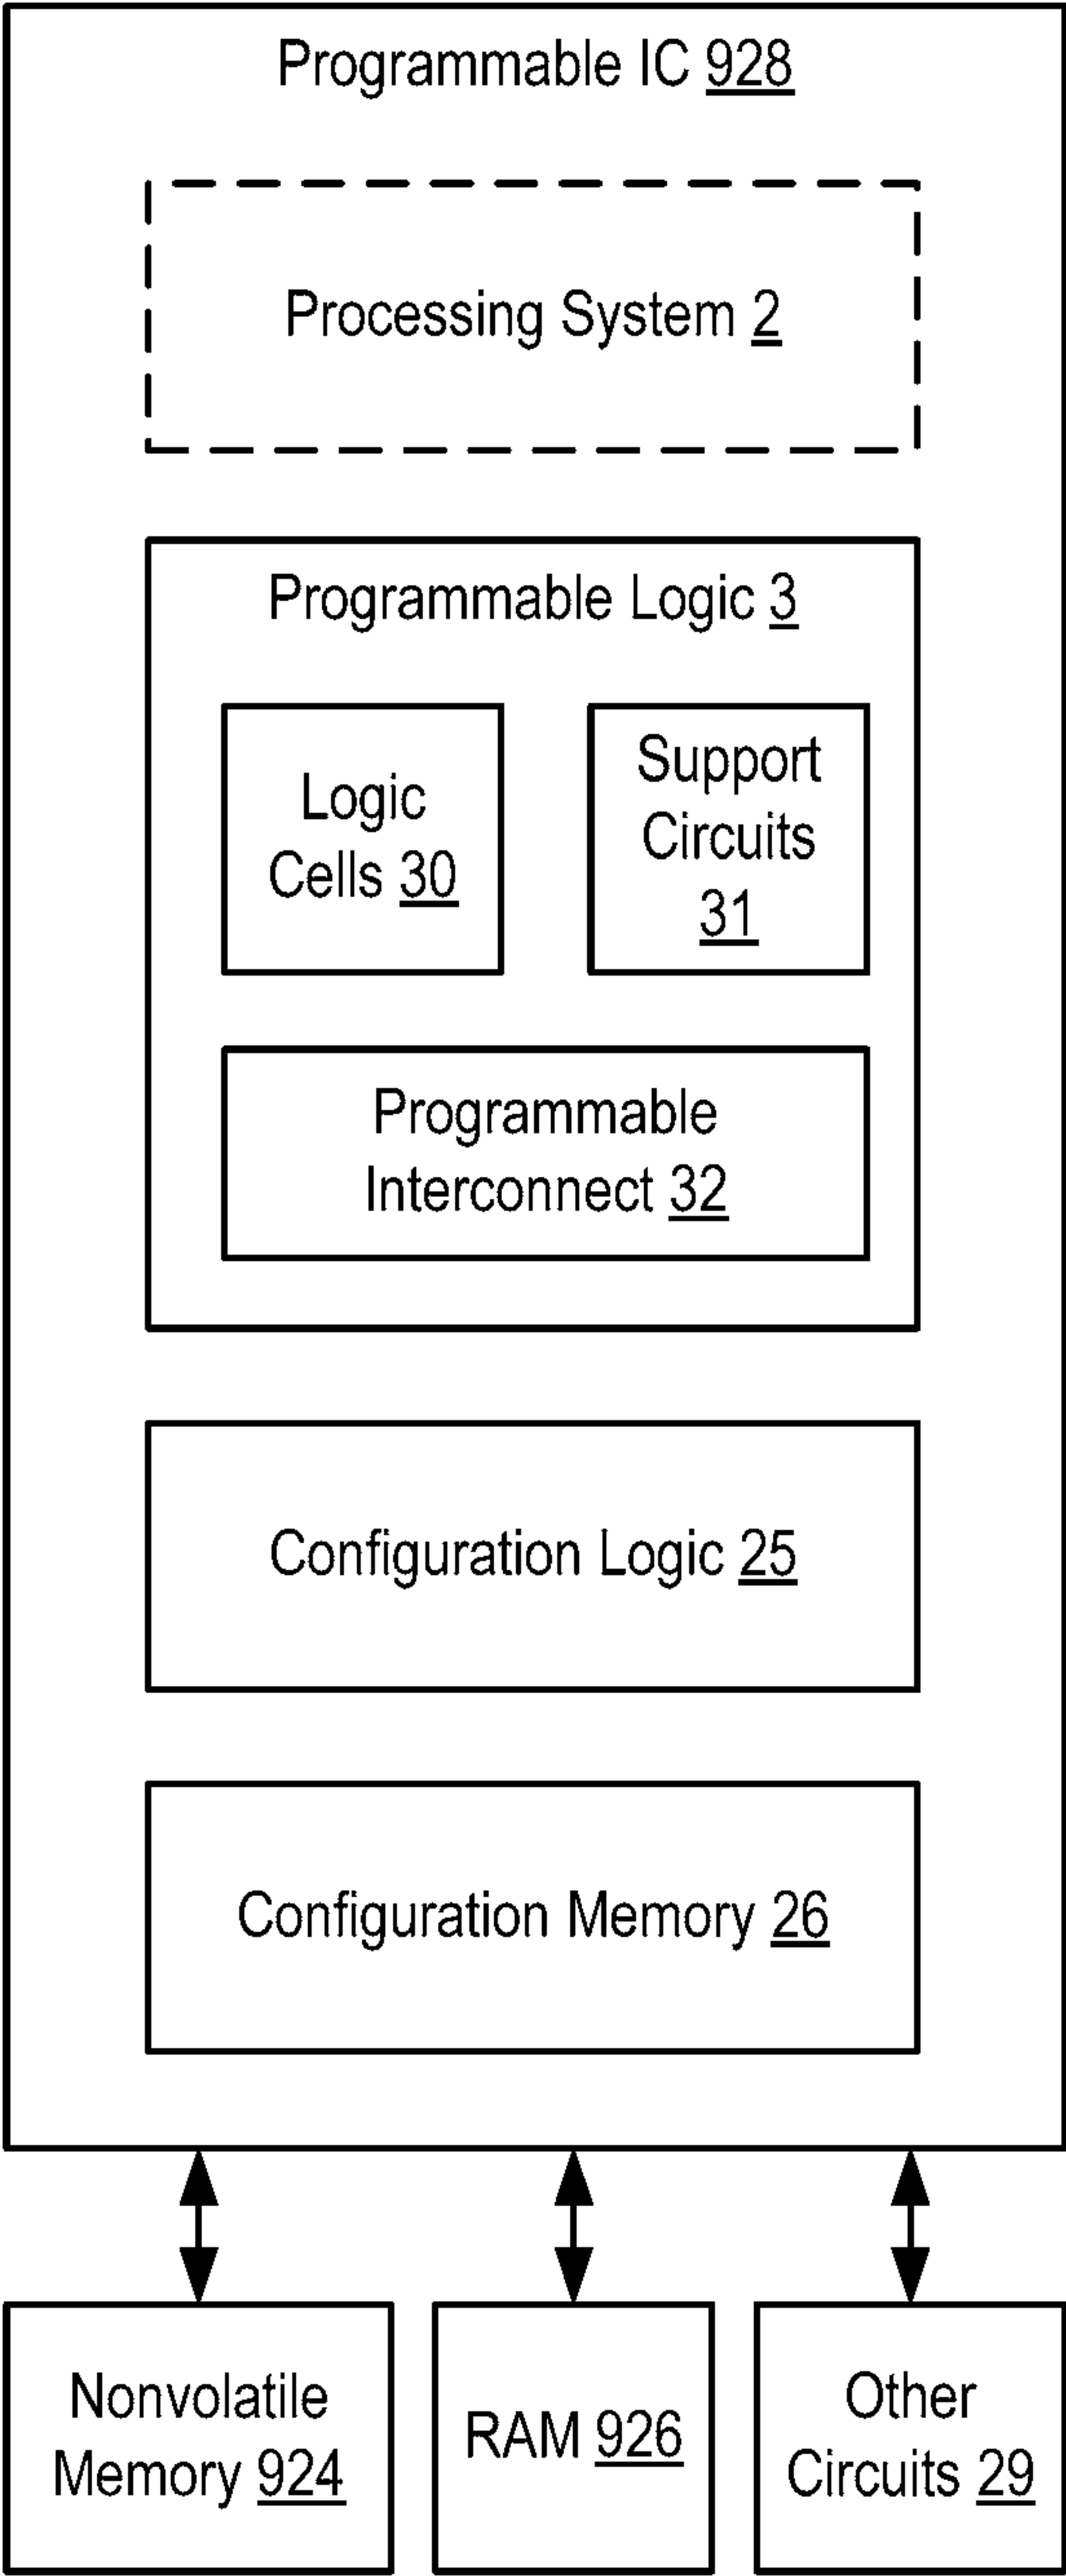 Programmable IC 928
Processing System 2
Programmable Logic 3
Logic
Cells 30
Support
Circuits
31
Programmable
Interconnect 32
Configuration Logic 25
Configuration Memory 26
Nonvolatile
Memory 924
RAM 926
Other
Circuits 29